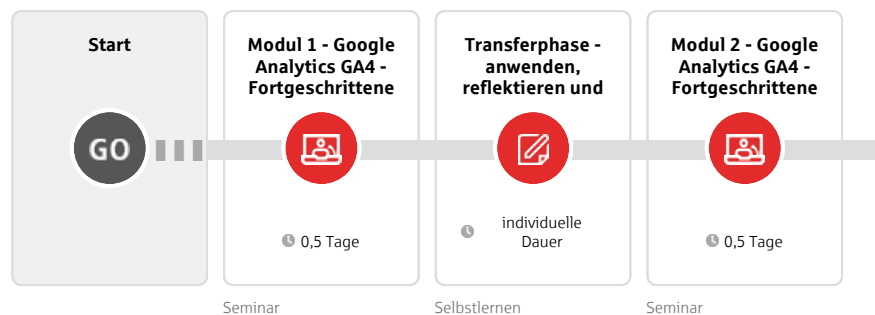 Start
GO
Modul 1 - Google
Analytics GA4 -
Fortgeschrittene
0,5 Tage
Seminar
Transferphase -
anwenden,
reflektieren und
individuelle
Dauer
Selbstlernen
Modul 2 - Google
Analytics GA4 -
Fortgeschrittene
0,5 Tage
Seminar